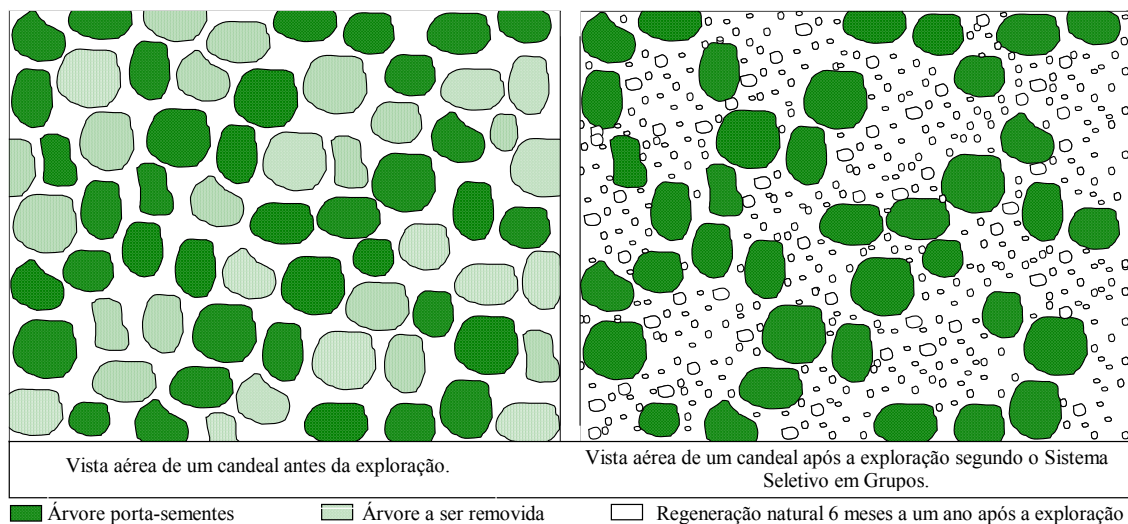 Vista aérea de um candeal antes da exploração.
Vista aérea de um candeal após a exploração segundo o Sistema
Seletivo em Grupos.
Árvore porta-sementes
Árvore a ser removida
Regeneração natural 6 meses a um ano após a exploração